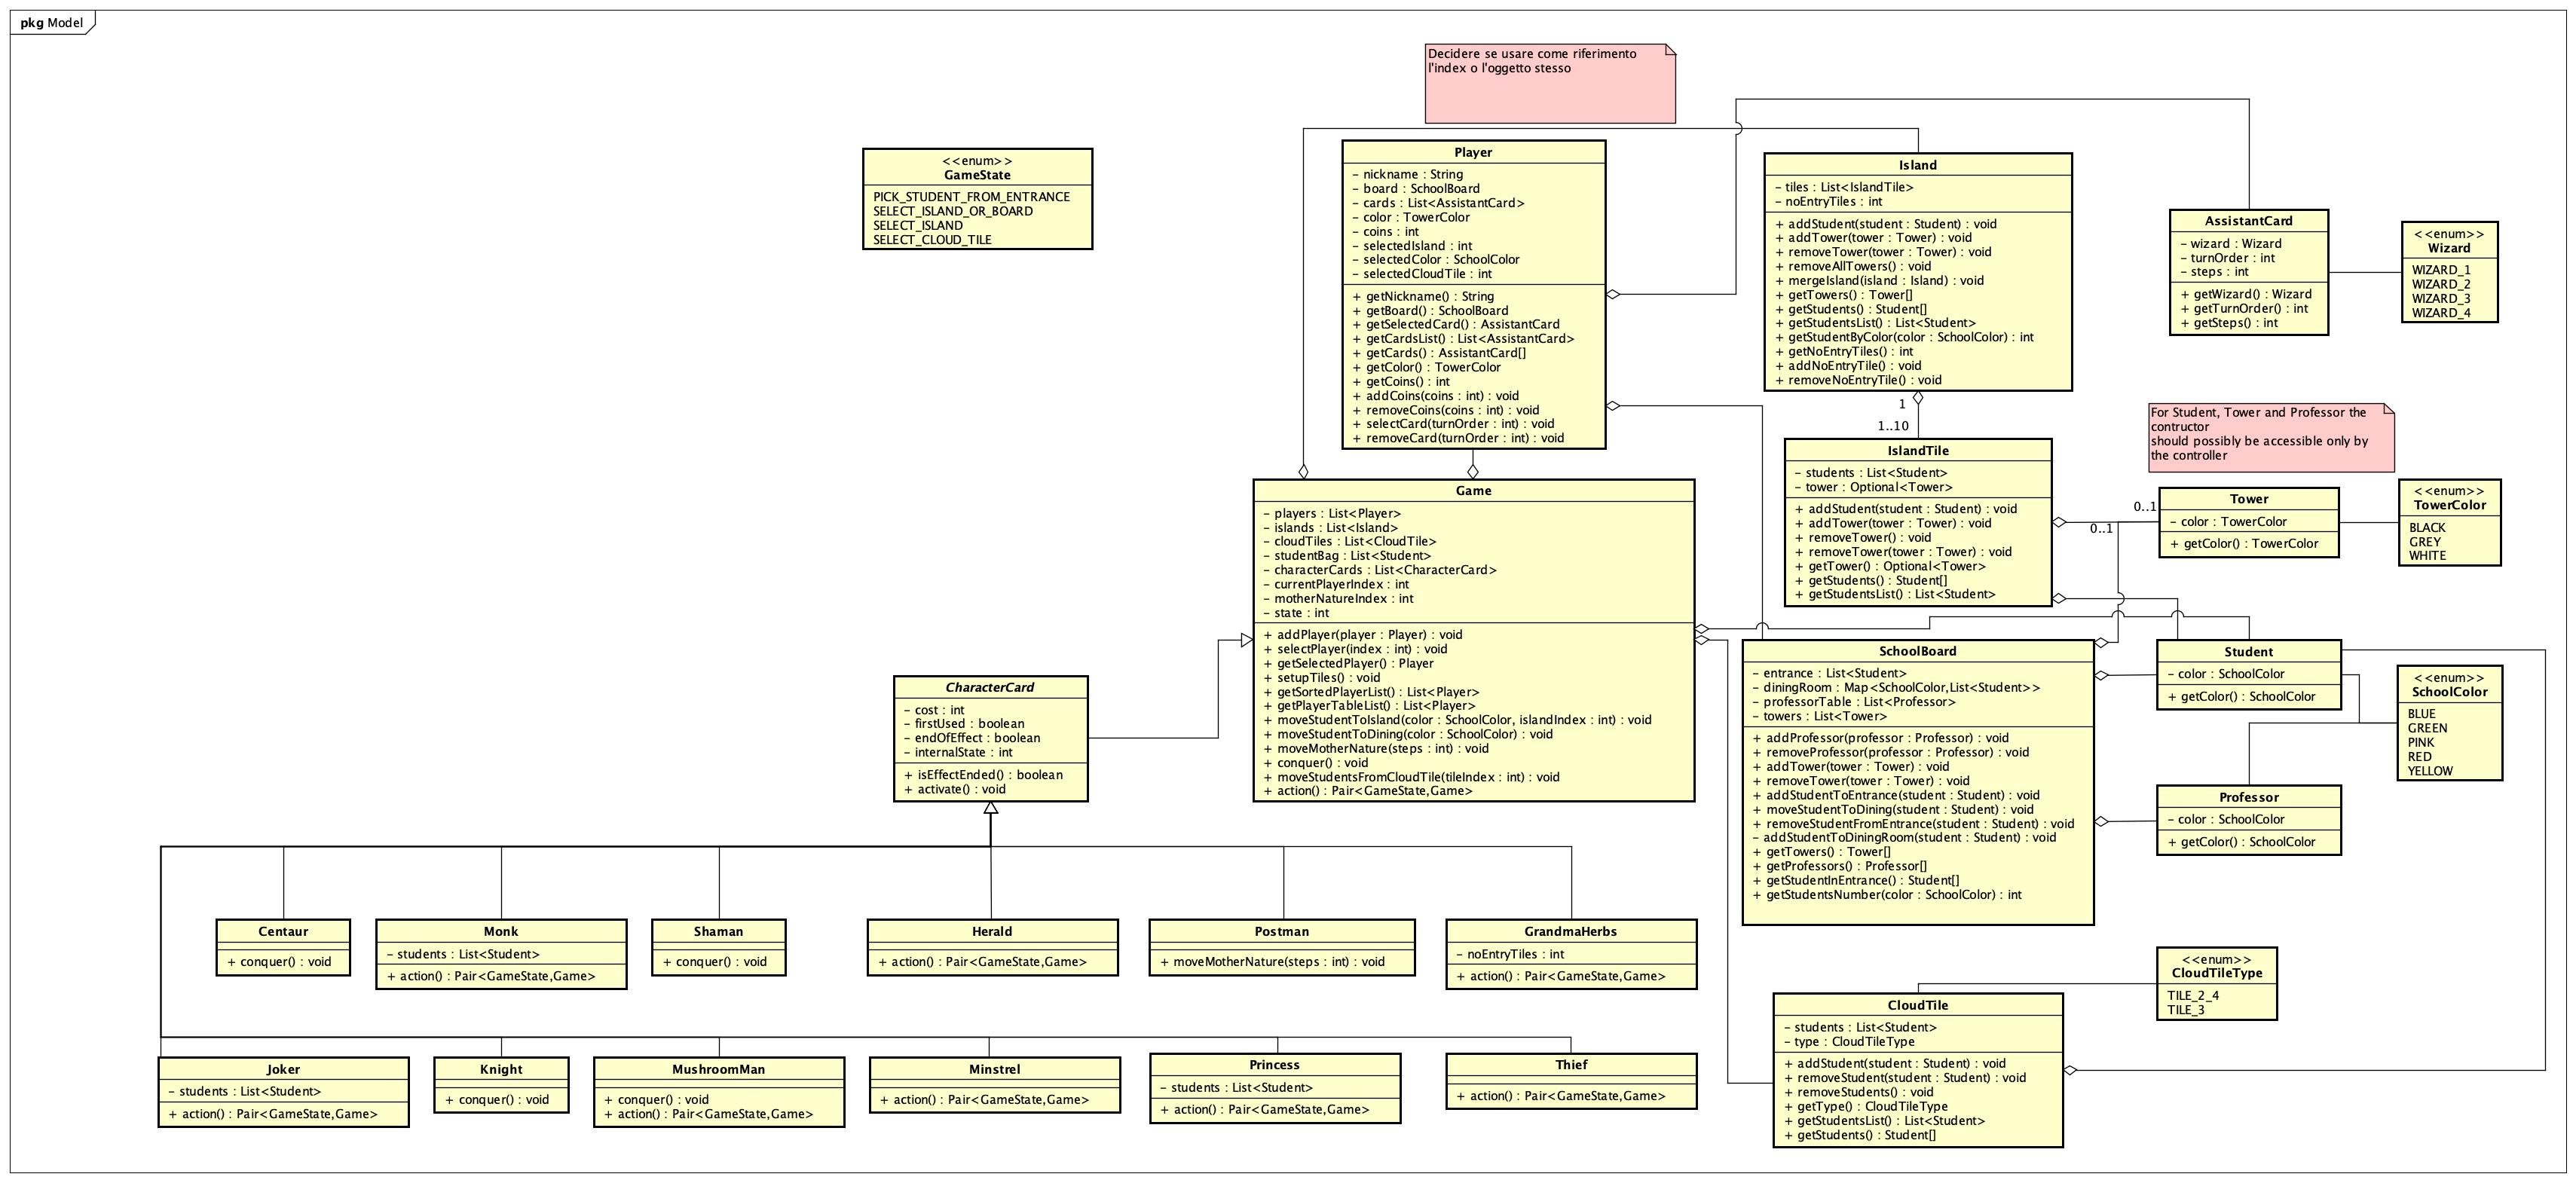 pkg Model
Decidere se usare come riferimento
l'index o l'oggetto stesso
<<enum>>
GameState
PICK_STUDENT_FROM_ENTRANCE
SELECT_ISLAND_OR_BOARD
SELECT_ISLAND
SELECT_CLOUD_TILE
Player
– nickname : String
– board : SchoolBoard
– cards : List<AssistantCard>
– color : TowerColor
– coins : int
– selectedIsland : int
– selectedColor : SchoolColor
– selectedCloudTile : int
+ getNickname() : String
+ getBoard() : SchoolBoard
+ getSelectedCard() : AssistantCard
+ getCardsList() : List<AssistantCard>
+ getCards() : AssistantCard[]
+ getColor() : TowerColor
+ getCoins() : int
+ addCoins(coins : int) : void
+ removeCoins(coins : int) : void
+ selectCard(turnOrder : int) : void
+ removeCard(turnOrder : int) : void
Island
– tiles : List<IslandTile>
– noEntryTiles : int
+ addStudent(student : Student) : void
+ addTower(tower : Tower) : void
+ removeTower(tower : Tower) : void
+ removeAllTowers() : void
+ mergeIsland(island : Island) : void
+ getTowers() : Tower[]
+ getStudents() : Student[]
+ getStudentsList() : List<Student>
+ getStudentByColor(color : SchoolColor) : int
+ getNoEntryTiles() : int
+ addNoEntryTile() : void
+ removeNoEntryTile() : void
AssistantCard
– wizard : Wizard
– turnOrder : int
– steps : int
+ getWizard() : Wizard
+ getTurnOrder() : int
+ getSteps() : int
<<enum>>
Wizard
WIZARD_1
WIZARD_2
WIZARD_3
WIZARD_4
1
1..10
For Student, Tower and Professor the
contructor
should possibly be accessible only by
the controller
IslandTile
– students : List<Student>
– tower : Optional<Tower>
+ addStudent(student : Student) : void
+ addTower(tower : Tower) : void
+ removeTower() : void
+ removeTower(tower : Tower) : void
+ getTower() : Optional<Tower>
+ getStudents() : Student[]
+ getStudentsList() : List<Student>
0..1
0..1
Tower
– color : TowerColor
+ getColor() : TowerColor
<<enum>>
TowerColor
BLACK
GREY
WHITE
Game
– players : List<Player>
– islands : List<Island>
– cloudTiles : List<CloudTile>
– studentBag : List<Student>
– characterCards : List<CharacterCard>
– currentPlayerIndex : int
– motherNatureIndex : int
– state : int
+ addPlayer(player : Player) : void
+ selectPlayer(index : int) : void
+ getSelectedPlayer() : Player
+ setupTiles() : void
+ getSortedPlayerList() : List<Player>
+ getPlayerTableList() : List<Player>
+ moveStudentToIsland(color : SchoolColor, islandIndex : int) : void
+ moveStudentToDining(color : SchoolColor) : void
+ moveMotherNature(steps : int) : void
+ conquer() : void
+ moveStudentsFromCloudTile(tileIndex : int) : void
+ action() : Pair<GameState,Game>
SchoolBoard
– entrance : List<Student>
– diningRoom : Map<SchoolColor,List<Student>>
– professorTable : List<Professor>
– towers : List<Tower>
+ addProfessor(professor : Professor) : void
+ removeProfessor(professor : Professor) : void
+ addTower(tower : Tower) : void
+ removeTower(tower : Tower) : void
+ addStudentToEntrance(student : Student) : void
+ moveStudentToDining(student : Student) : void
+ removeStudentFromEntrance(student : Student) : void
– addStudentToDiningRoom(student : Student) : void
+ getTowers() : Tower[]
+ getProfessors() : Professor[]
+ getStudentInEntrance() : Student[]
+ getStudentsNumber(color : SchoolColor) : int
Student
– color : SchoolColor
+ getColor() : SchoolColor
<<enum>>
SchoolColor
BLUE
GREEN
PINK
RED
YELLOW
Professor
– color : SchoolColor
+ getColor() : SchoolColor
CharacterCard
– cost : int
– firstUsed : boolean
– endOfEffect : boolean
– internalState : int
+ isEffectEnded() : boolean
+ activate() : void
Centaur
+ conquer() : void
Monk
– students : List<Student>
+ action() : Pair<GameState,Game>
Shaman
+ conquer() : void
Herald
+ action() : Pair<GameState,Game>
Postman
+ moveMotherNature(steps : int) : void
GrandmaHerbs
– noEntryTiles : int
+ action() : Pair<GameState,Game>
<<enum>>
CloudTileType
TILE_2_4
TILE_3
CloudTile
– students : List<Student>
– type : CloudTileType
+ addStudent(student : Student) : void
+ removeStudent(student : Student) : void
+ removeStudents() : void
+ getType() : CloudTileType
+ getStudentsList() : List<Student>
+ getStudents() : Student[]
Joker
– students : List<Student>
+ action() : Pair<GameState,Game>
Knight
+ conquer() : void
MushroomMan
+ conquer() : void
+ action() : Pair<GameState,Game>
Minstrel
+ action() : Pair<GameState,Game>
Princess
– students : List<Student>
+ action() : Pair<GameState,Game>
Thief
+ action() : Pair<GameState,Game>